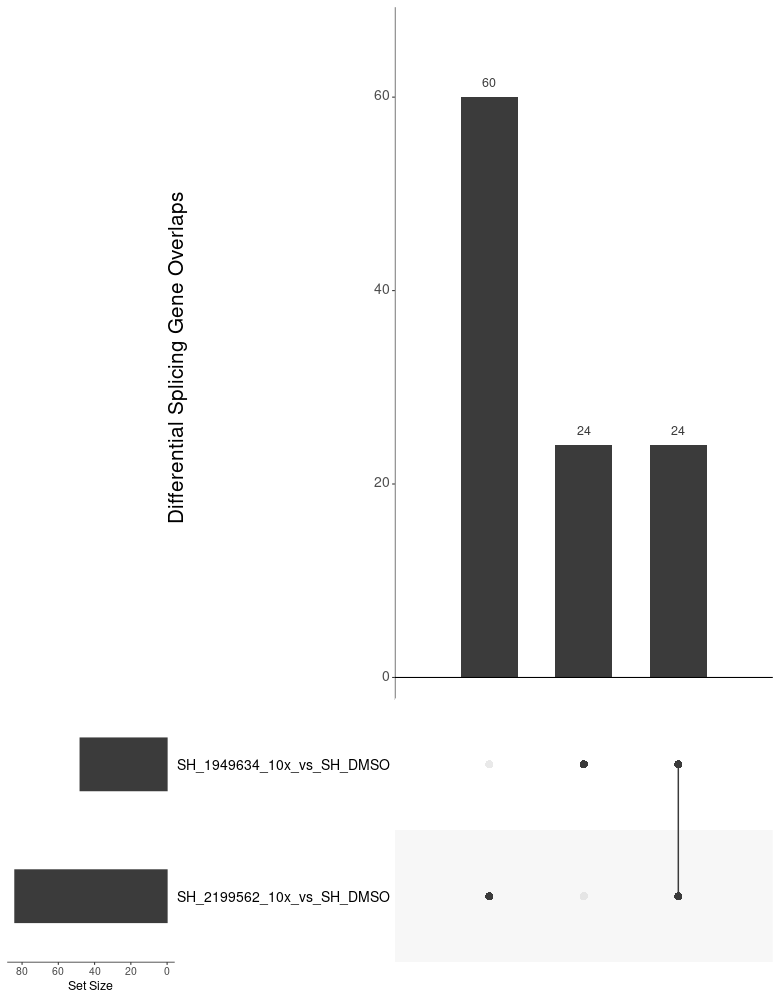 Differential Splicing Gene Overlaps
60
40
20
0
60
24
24
SH_1949634_10x_vs_SH_DMSO
SH_2199562_10x_vs_SH_DMSO
80 60 40 20 0
Set Size